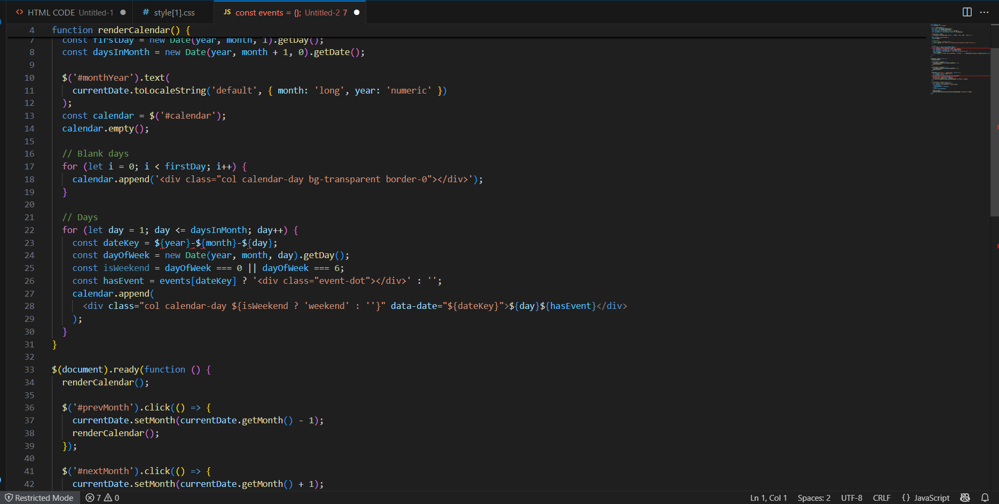 <> HTML CODE Untitled-1 ●
# style[1].css
JS const events = {}; Untitled-2 7 ●
4 function renderCalendar() {
7 const firstDay = new Date(year, month, 1).getDay();
8 const daysInMonth = new Date(year, month + 1, 0).getDate();
9
10 $('#monthYear').text(
11 currentDate.toLocaleString('default', { month: 'long', year: 'numeric' })
12 );
13 const calendar = $('#calendar');
14 calendar.empty();
15
16 // Blank days
17 for (let i = 0; i < firstDay; i++) {
18 calendar.append('<div class="col calendar-day bg-transparent border-0"></div>');
19 }
20
21 // Days
22 for (let day = 1; day <= daysInMonth; day++) {
23 const dateKey = ${year}-${month}-${day};
24 const dayOfWeek = new Date(year, month, day).getDay();
25 const isWeekend = dayOfWeek === 0 || dayOfWeek === 6;
26 const hasEvent = events[dateKey] ? '<div class="event-dot"></div>' : '';
27 calendar.append(
28 <div class="col calendar-day ${isWeekend ? 'weekend' : ''}" data-date="${dateKey}">${day}${hasEvent}</div>
29 );
30 }
31 }
32
33 $(document).ready(function () {
34 renderCalendar();
35
36 $('#prevMonth').click(() => {
37 currentDate.setMonth(currentDate.getMonth() - 1);
38 renderCalendar();
39 });
40
41 $('#nextMonth').click(() => {
42 currentDate.setMonth(currentDate.getMonth() + 1);
Restricted Mode 7 0 Ln 1, Col 1 Spaces: 2 UTF-8 CRLF {} JavaScript